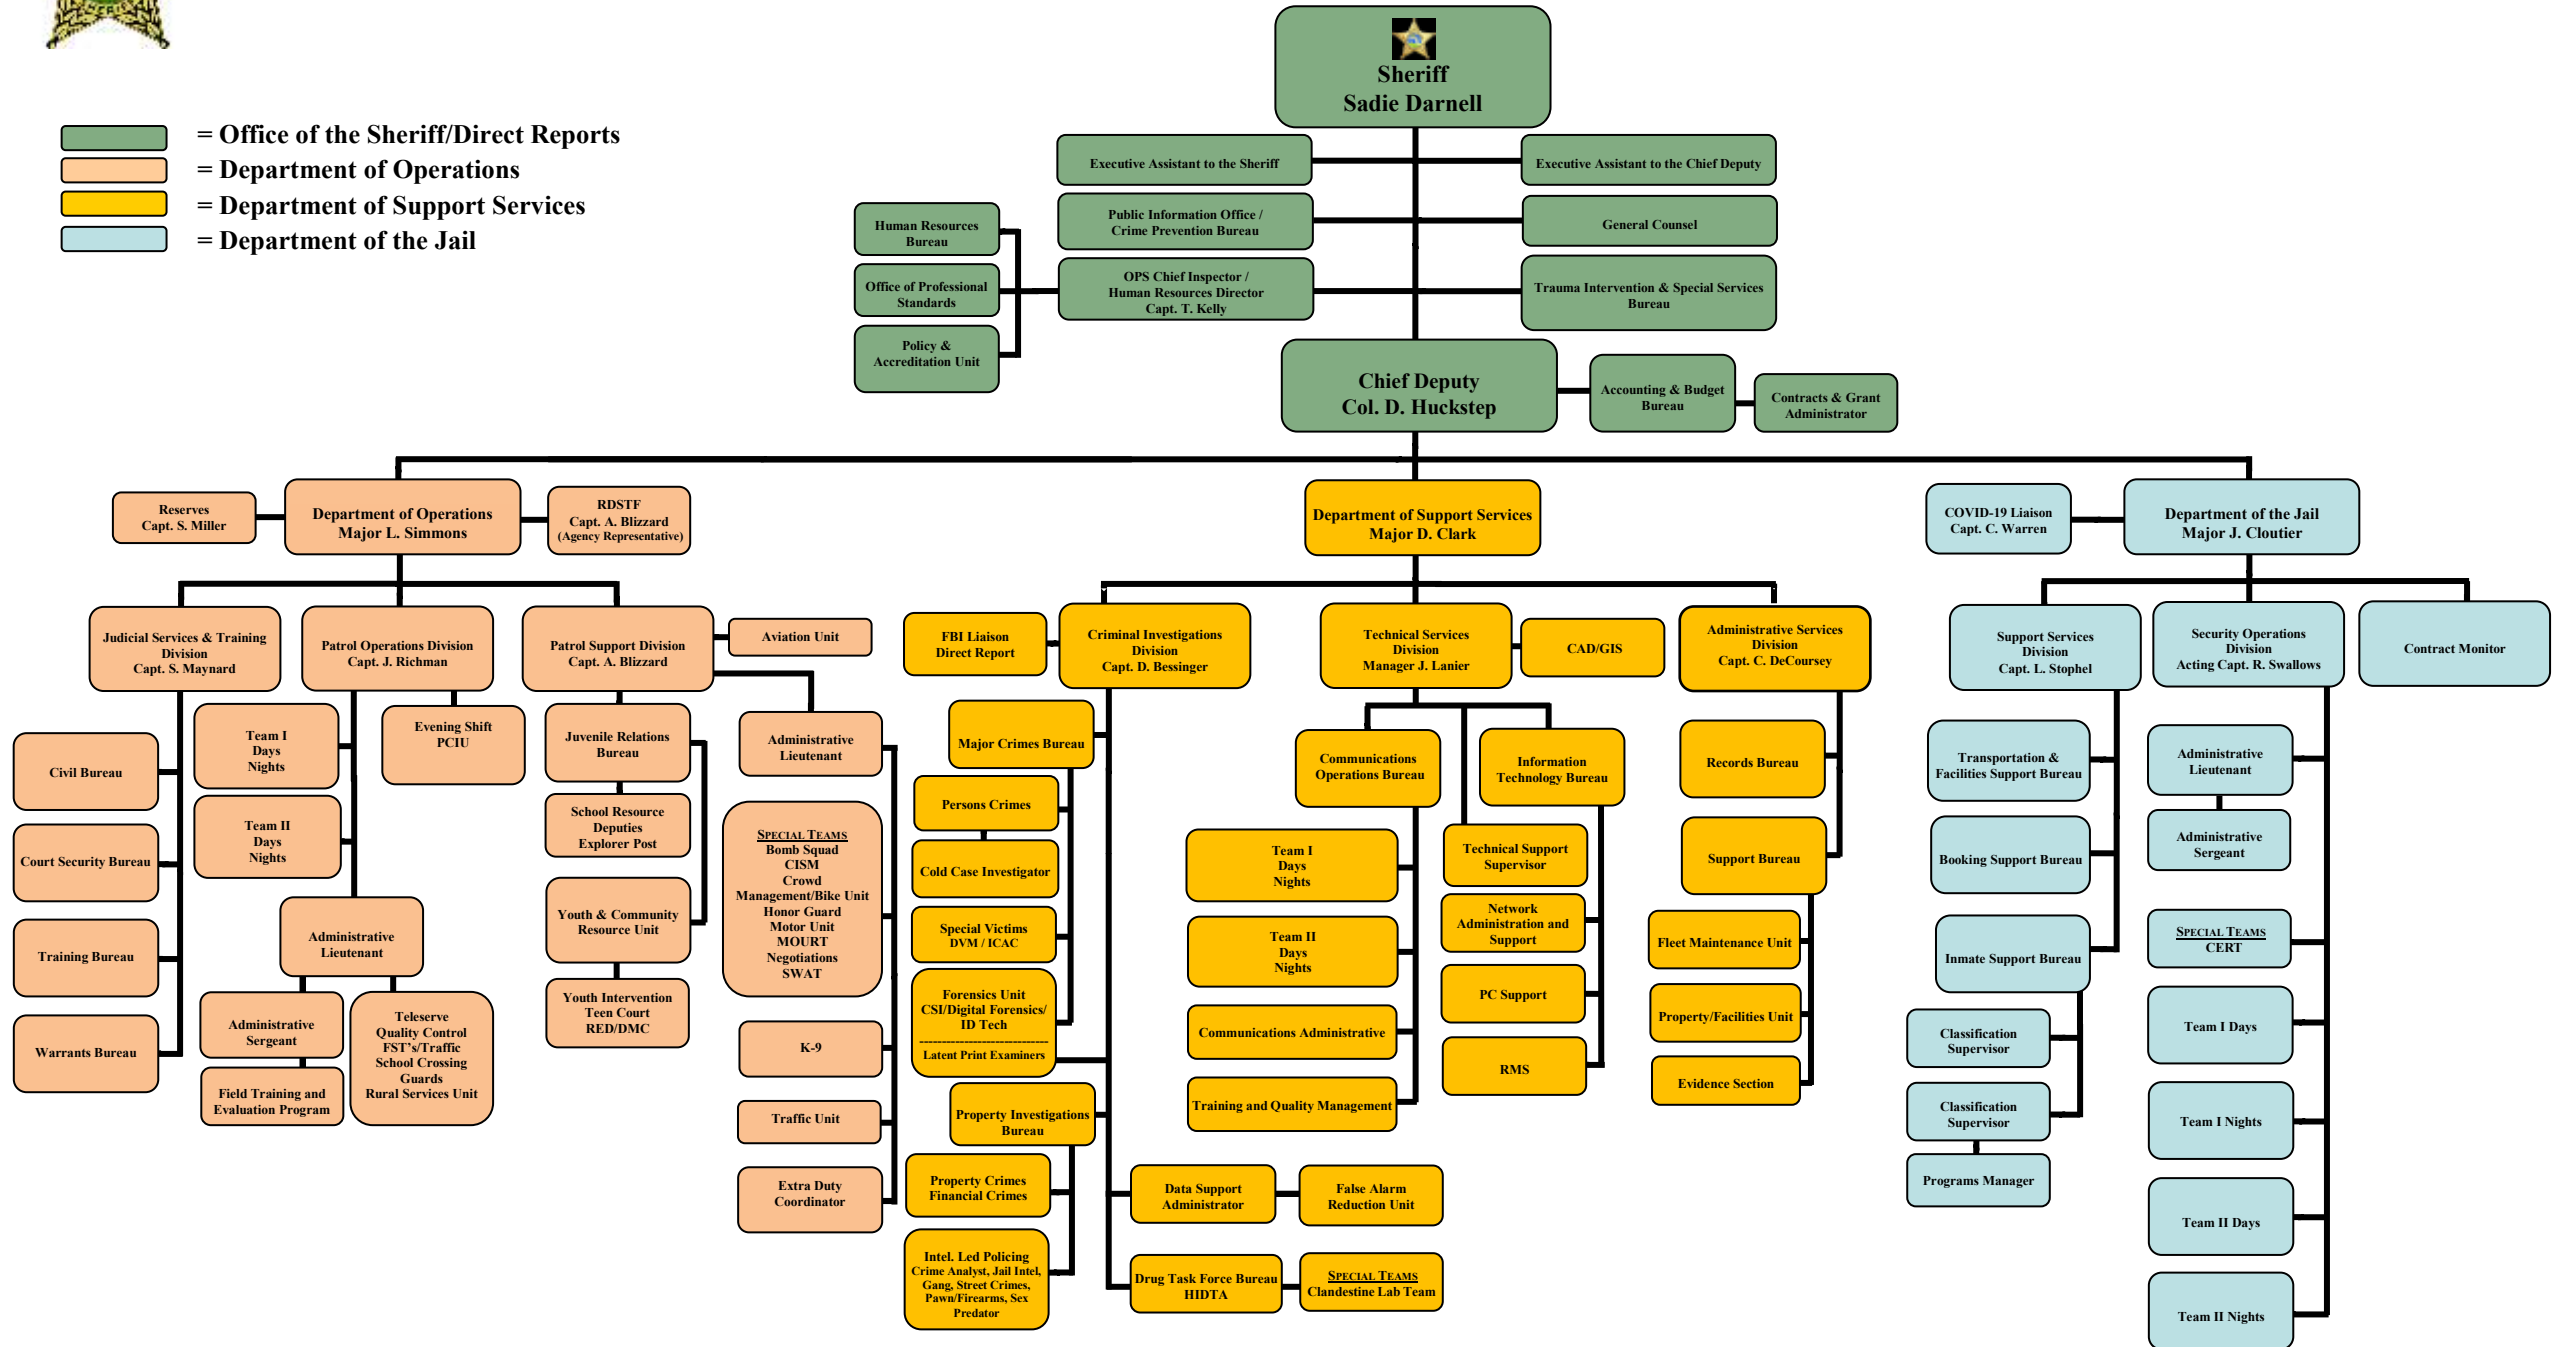 Sheriff
Sadie Darnell
= Office of the Sheriff/Direct Reports
= Department of Operations
= Department of Support Services
= Department of the Jail
Executive Assistant to the Sheriff
Executive Assistant to the Chief Deputy
Public Information Office /
Crime Prevention Bureau
General Counsel
Human Resources
Bureau
Office of Professional
Standards
Policy &
Accreditation Unit
OPS Chief Inspector /
Human Resources Director
Capt. T. Kelly
Trauma Intervention & Special Services
Bureau
Chief Deputy
Col. D. Huckstep
Accounting & Budget
Bureau
Contracts & Grant
Administrator
Reserves
Capt. S. Miller
Department of Operations
Major L. Simmons
RDSTF
Capt. A. Blizzard
(Agency Representative)
Department of Support Services
Major D. Clark
COVID-19 Liaison
Capt. C. Warren
Department of the Jail
Major J. Cloutier
Judicial Services & Training
Division
Capt. S. Maynard
Patrol Operations Division
Capt. J. Richman
Patrol Support Division
Capt. A. Blizzard
Aviation Unit
FBI Liaison
Direct Report
Criminal Investigations
Division
Capt. D. Bessinger
Technical Services
Division
Manager J. Lanier
CAD/GIS
Administrative Services
Division
Capt. C. DeCoursey
Support Services
Division
Capt. L. Stophel
Security Operations
Division
Acting Capt. R. Swallows
Contract Monitor
Civil Bureau
Court Security Bureau
Training Bureau
Warrants Bureau
Team I
Days
Nights
Team II
Days
Nights
Evening Shift
PCIU
Administrative
Lieutenant
Administrative
Sergeant
Field Training and
Evaluation Program
Teleserve
Quality Control
FST's/Traffic
School Crossing
Guards
Rural Services Unit
Juvenile Relations
Bureau
School Resource
Deputies
Explorer Post
Youth & Community
Resource Unit
Youth Intervention
Teen Court
RED/DMC
Administrative
Lieutenant
SPECIAL TEAMS
Bomb Squad
CISM
Crowd
Management/Bike Unit
Honor Guard
Motor Unit
MOURT
Negotiations
SWAT
K-9
Traffic Unit
Extra Duty
Coordinator
Major Crimes Bureau
Persons Crimes
Cold Case Investigator
Special Victims
DVM / ICAC
Forensics Unit
CSI/Digital Forensics/
ID Tech
-----------------------------
Latent Print Examiners
Property Investigations
Bureau
Property Crimes
Financial Crimes
Intel. Led Policing
Crime Analyst, Jail Intel,
Gang, Street Crimes,
Pawn/Firearms, Sex
Predator
Data Support
Administrator
False Alarm
Reduction Unit
Drug Task Force Bureau
HIDTA
SPECIAL TEAMS
Clandestine Lab Team
Communications
Operations Bureau
Team I
Days
Nights
Team II
Days
Nights
Communications Administrative
Training and Quality Management
Information
Technology Bureau
Technical Support
Supervisor
Network
Administration and
Support
PC Support
RMS
Records Bureau
Support Bureau
Fleet Maintenance Unit
Property/Facilities Unit
Evidence Section
Transportation &
Facilities Support Bureau
Booking Support Bureau
Inmate Support Bureau
Classification
Supervisor
Classification
Supervisor
Programs Manager
Administrative
Lieutenant
Administrative
Sergeant
SPECIAL TEAMS
CERT
Team I Days
Team I Nights
Team II Days
Team II Nights